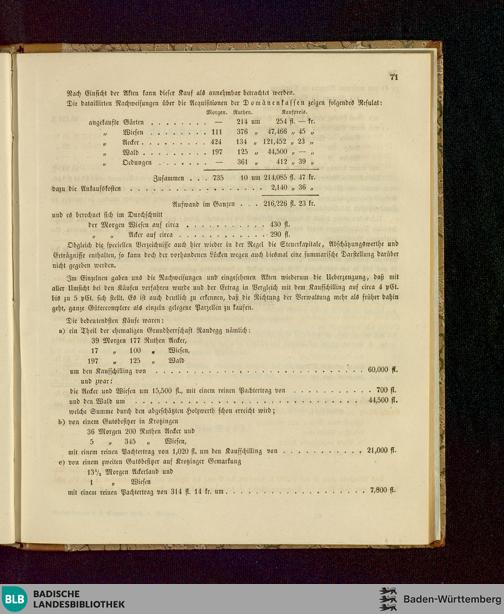 71
Nach Einsicht der Akten kann dieser Kauf als annehmbar betrachtet werden.
Die detaillirten Nachweisungen über die Acquisitionen der Domänenkassen zeigen folgendes Resultat:
Morgen. Ruthen. Kaufpreis.
angekaufte Gärten . . . . . . . . — 214 um 254 fl. — kr.
„ Wiesen . . . . . . . . 111 376 „ 47,466 „ 45 „
„ Aecker . . . . . . . . 424 134 „ 121,452 „ 23 „
„ Wald . . . . . . . . 197 125 „ 44,500 „ — „
„ Oedungen . . . . . . . — 361 „ 412 „ 39 „
Zusammen . . . 735 10 um 214,085 fl. 47 kr.
dazu die Ankaufskosten . . . . . . . . . . . . . . 2,140 „ 36 „
Aufwand im Ganzen . . . 216,226 fl. 23 kr.
und es berechnet sich im Durchschnitt
der Morgen Wiesen auf circa . . . . . . . . . . 430 fl.
„ „ Acker auf circa . . . . . . . . . . 290 fl.
Obgleich die speciellen Verzeichnisse auch hier wieder in der Regel die Steuerkapitale, Abschätzungswerthe und
Erträgnisse enthalten, so kann doch der vorhandenen Lücken wegen auch diesmal eine summarische Darstellung darüber
nicht gegeben werden.
Im Einzelnen gaben uns die Nachweisungen und eingesehenen Akten wiederum die Ueberzeugung, daß mit
aller Umsicht bei den Käufen verfahren wurde und der Ertrag in Vergleich mit dem Kaufschilling auf circa 4 pCt.
bis zu 5 pCt. sich stellt. Es ist auch deutlich zu erkennen, daß die Richtung der Verwaltung mehr als früher dahin
geht, ganze Gütercomplexe als einzeln gelegene Parzellen zu kaufen.
Die bedeutendsten Käufe waren:
a) ein Theil der ehemaligen Grundherrschaft Randegg nämlich:
39 Morgen 177 Ruthen Aecker,
17 „ 100 „ Wiesen,
197 „ 125 „ Wald
um den Kaufschilling von . . . . . . . . . . . . . . . . . . 60,000 fl.
und zwar:
die Aecker und Wiesen um 15,500 fl., mit einem reinen Pachtertrag von . . . . . . . . 700 fl.
und den Wald um . . . . . . . . . . . . . . . . . . . . 44,500 fl.
welche Summe durch den abgeschätzten Holzwerth schon erreicht wird;
b) von einem Gutsbesitzer in Krozingen
36 Morgen 200 Ruthen Aecker und
5 „ 345 „ Wiesen,
mit einem reinen Pachtertrag von 1,020 fl. um den Kaufschilling von . . . . . . . . . 21,000 fl.
c) von einem zweiten Gutsbesitzer auf Krozinger Gemarkung
Morgen Ackerland und
1 „ Wiesen
mit einem reinen Pachtertrag von 314 fl. 14 kr. um . . . . . . . . . . . . . . 7,800 fl.
BLB BADISCHE
LANDESBIBLIOTHEK
Baden-Württemberg